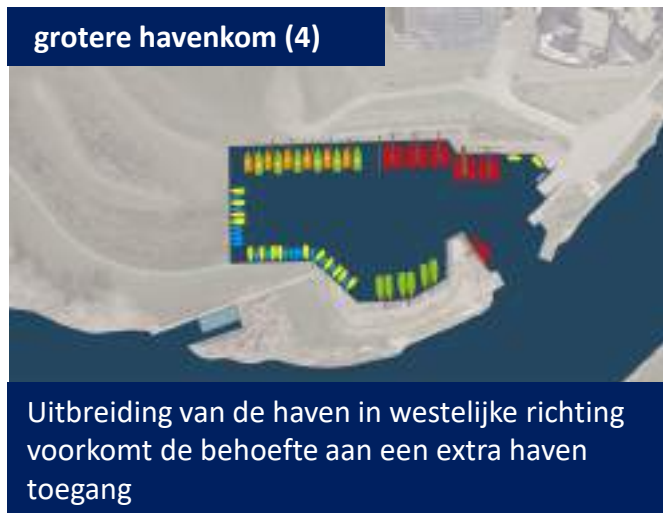 grotere havenkom (4)
Uitbreiding van de haven in westelijke richting
voorkomt de behoefte aan een extra haven
toegang